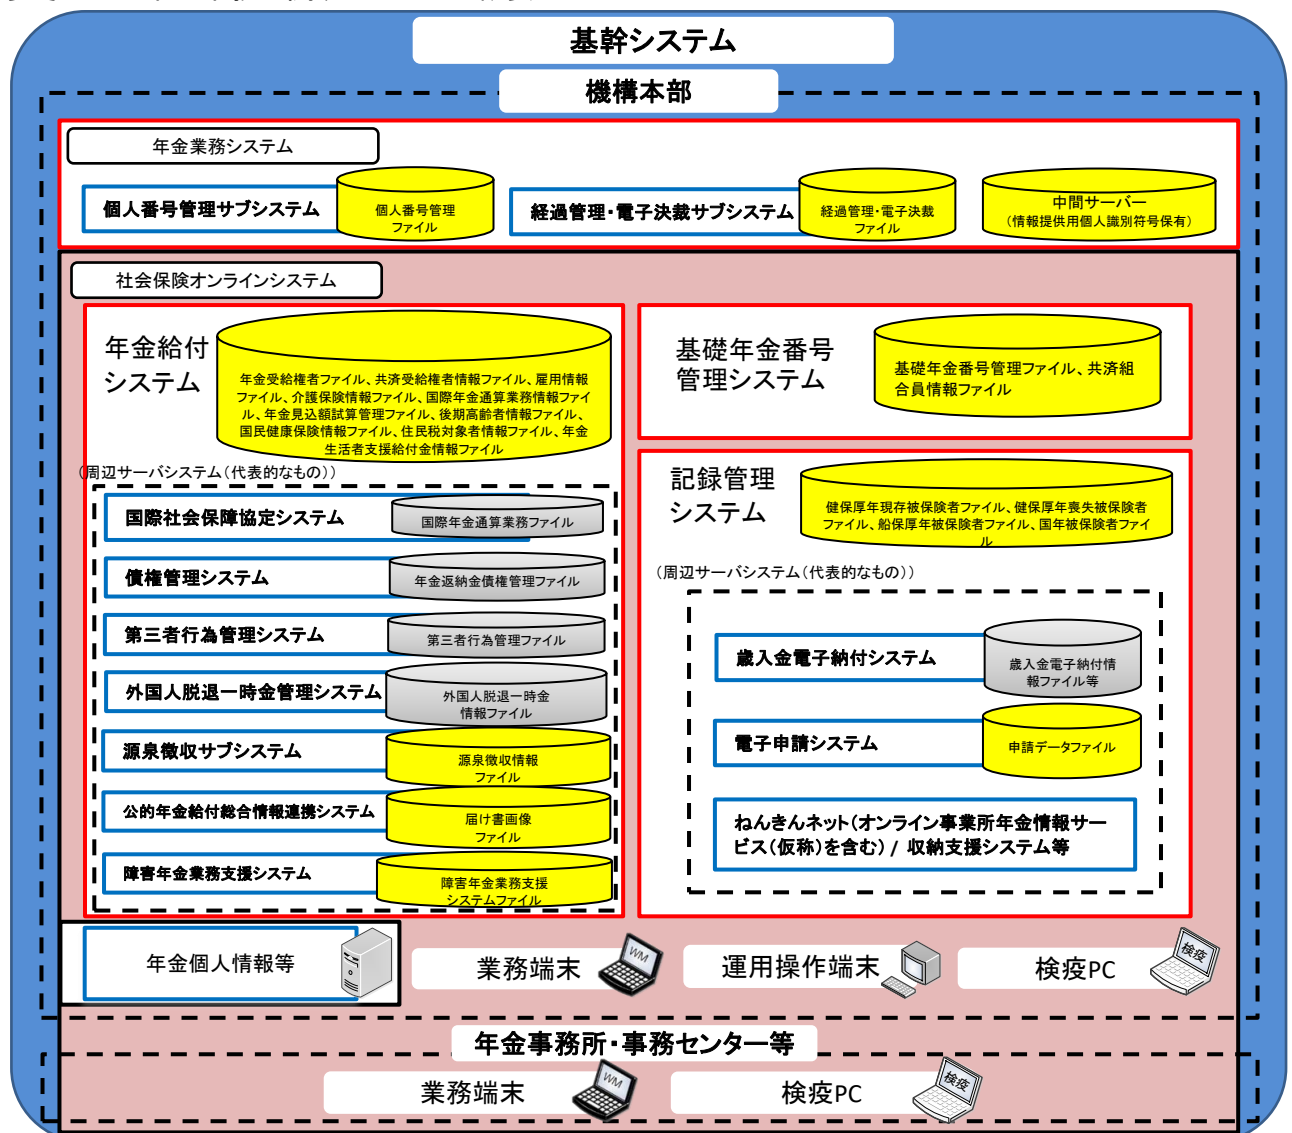 基幹システム
機構本部
年金業務システム
個人番号管理サブシステム
個人番号管理
ファイル
経過管理・電子決裁サブシステム
経過管理・電子決裁
ファイル
中間サーバー
（情報提供用個人識別符号保有）
社会保険オンラインシステム
年金給付
システム
年金受給権者ファイル、共済受給権者情報ファイル、雇用情報
ファイル、介護保険情報ファイル、国際年金通算業務情報ファイ
ル、年金見込額試算管理ファイル、後期高齢者情報ファイル、
国民健康保険情報ファイル、住民税対象者情報ファイル、年金
生活者支援給付金情報ファイル
（周辺サーバシステム（代表的なもの））
国際社会保障協定システム
国際年金通算業務ファイル
債権管理システム
年金返納金債権管理ファイル
第三者行為管理システム
第三者行為管理ファイル
外国人脱退一時金管理システム
外国人脱退一時金
情報ファイル
源泉徴収サブシステム
源泉徴収情報
ファイル
公的年金給付総合情報連携システム
届け書画像
ファイル
障害年金業務支援システム
障害年金業務支援
システムファイル
基礎年金番号
管理システム
基礎年金番号管理ファイル、共済組
合員情報ファイル
記録管理
システム
健保厚年現存被保険者ファイル、健保厚年喪失被保険者
ファイル、船保厚年被保険者ファイル、国年被保険者ファイ
ル
（周辺サーバシステム（代表的なもの））
歳入金電子納付システム
歳入金電子納付情
報ファイル等
電子申請システム
申請データファイル
ねんきんネット（オンライン事業所年金情報サー
ビス（仮称）を含む） / 収納支援システム等
年金個人情報等
業務端末
WM
運用操作端末
検疫PC
検疫
年金事務所・事務センター等
業務端末
WM
検疫PC
検疫